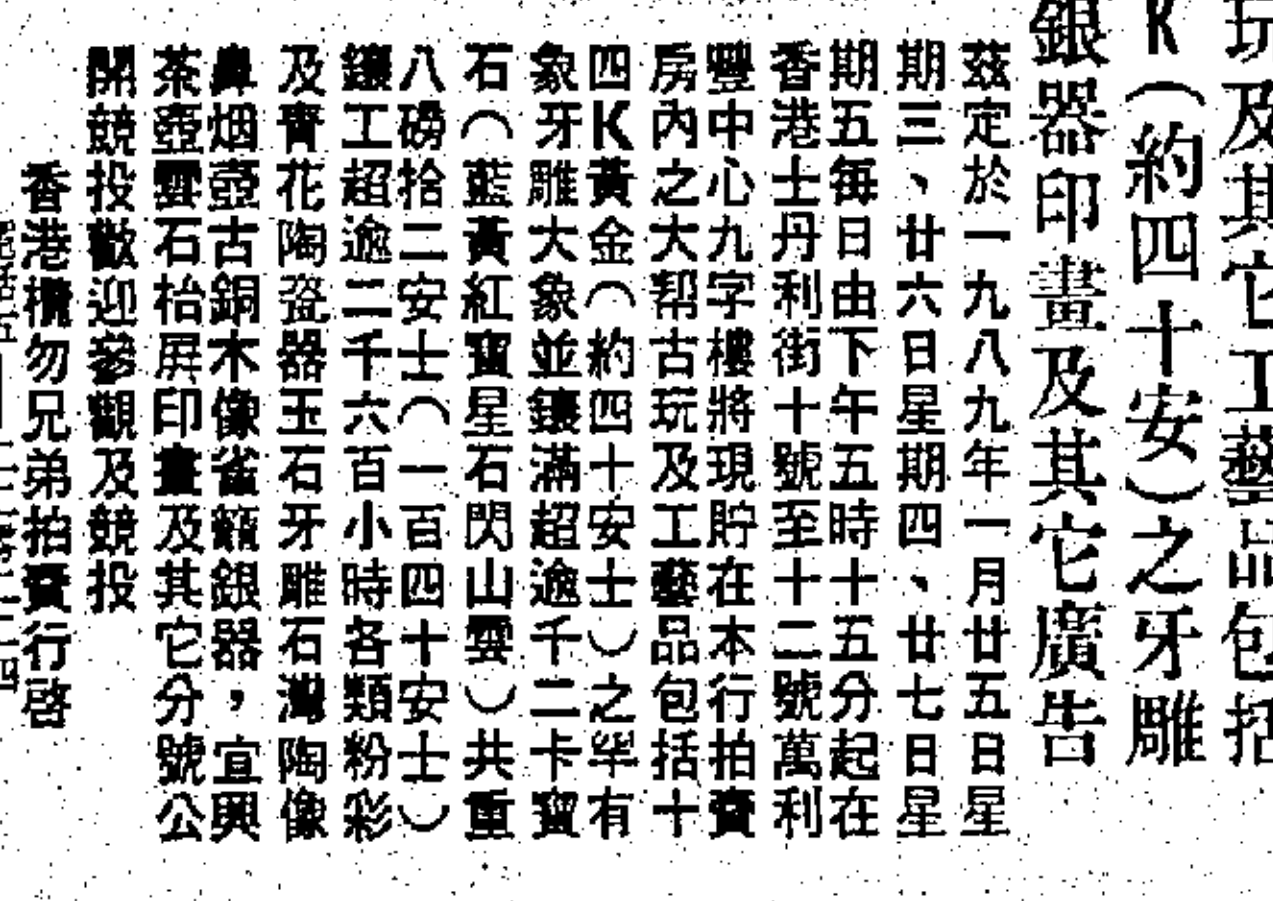 玩及其它工藝品包括
K（約四十安）之牙雕
銀器印畫及其它廣告
茲定於一九八九年一月廿五日星
期三、廿六日星期四、廿七日星
期五每日由下午五時十五分起在
香港士丹利街十號至十二號萬利
豐中心九字樓將現貯在本行拍賣
房內之大帮古玩及工藝品包括十
四K黃金（約四十安士）之 有
象牙雕大象並鑲滿超逾千二卡寶
石（藍黃紅寶星石閃山雲）共重
八磅拾二安士（一百四十安士）
鑲工超逾二千六百小時各類粉彩
及青花陶瓷器玉石牙雕石灣陶像
鼻烟壺古銅木像雀籠銀器，宜興
茶壺雲石枱屏印畫及其它分號公
開競投歡迎參觀及競投
香港欖勿兄弟拍賣行啓